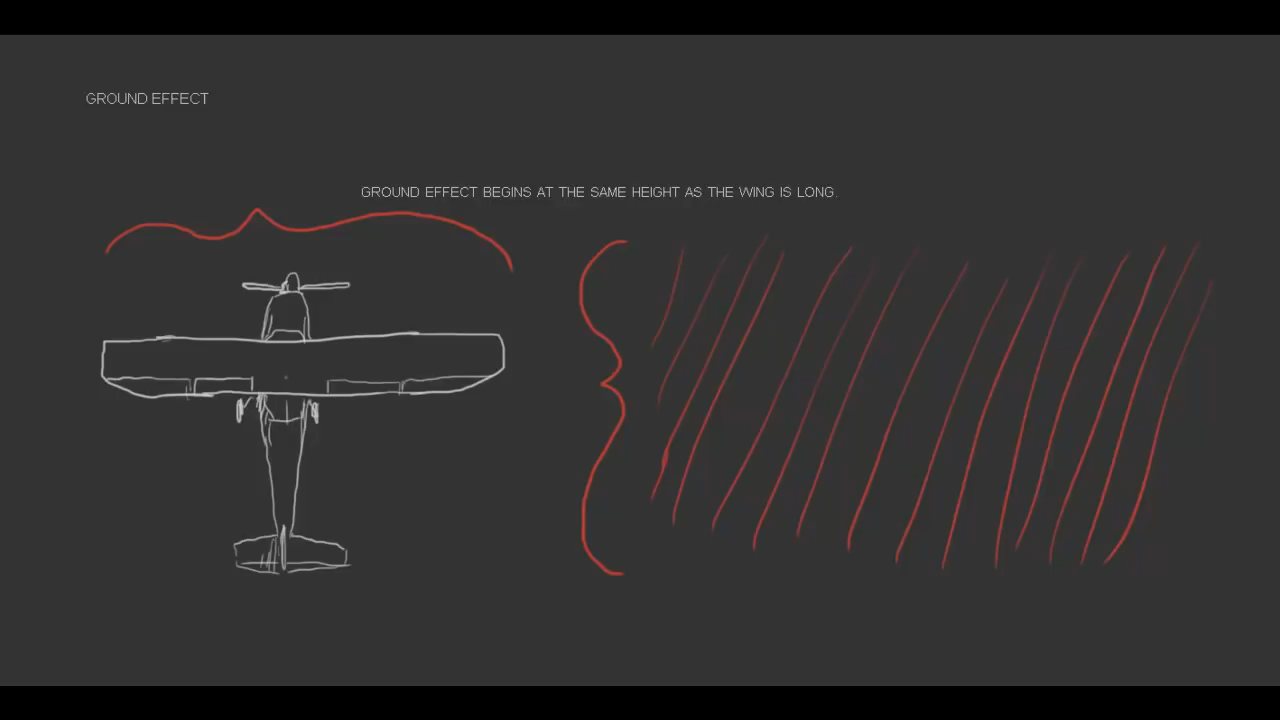 GROUND EFFECT
GROUND EFFECT BEGINS AT THE SAME HEIGHT AS THE WING IS LONG.